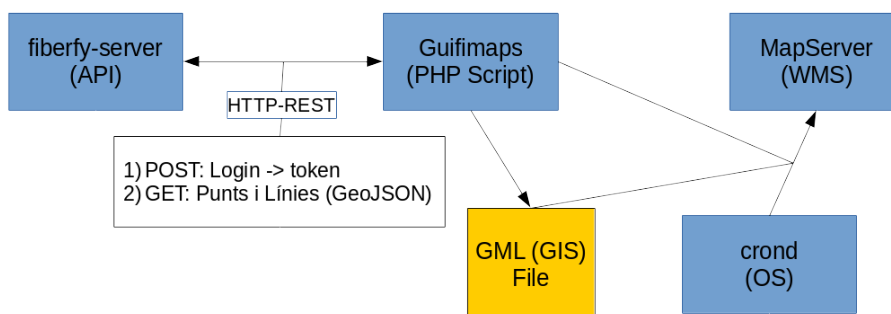 fiberfy-server
(API)
Guifimaps
(PHP Script)
MapServer
(WMS)
HTTP-REST
1) POST: Login -> token
2) GET: Punts i Línies (GeoJSON)
GML (GIS)
File
crond
(OS)